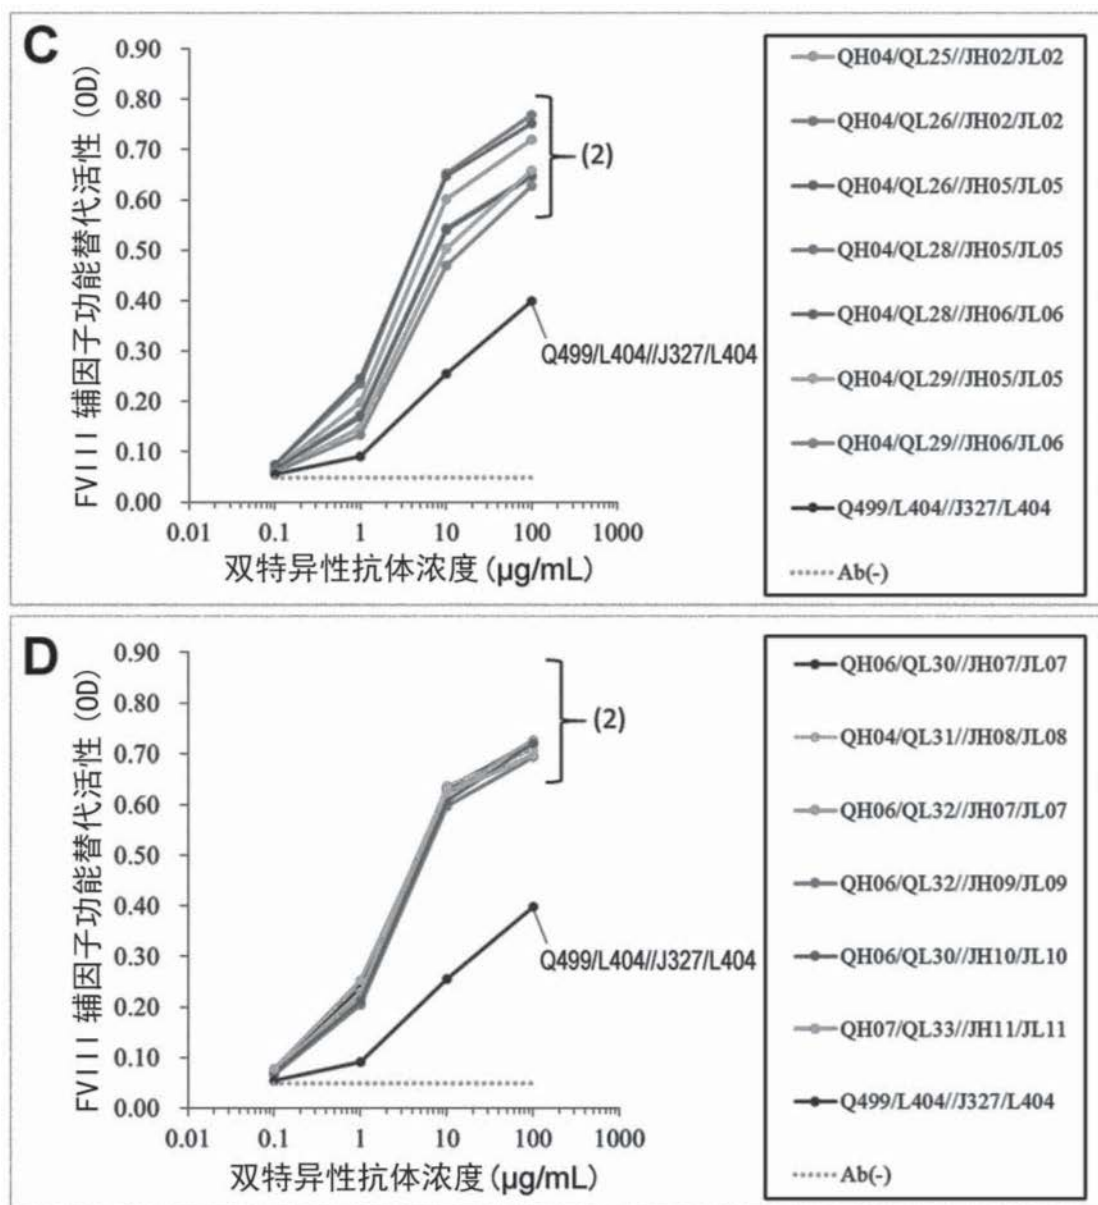 C
FVIII 辅因子功能替代活性 (OD)
0.90
0.80
0.70
0.60
0.50
0.40
0.30
0.20
0.10
0.00
0.01
0.1
1
10
100
1000
双特异性抗体浓度 (µg/mL)
(2)
Q499/L404//J327/L404
QH04/QL25//JH02/JL02
QH04/QL26//JH02/JL02
QH04/QL26//JH05/JL05
QH04/QL28//JH05/JL05
QH04/QL28//JH06/JL06
QH04/QL29//JH05/JL05
QH04/QL29//JH06/JL06
Q499/L404//J327/L404
Ab(-)
D
FVIII 辅因子功能替代活性 (OD)
0.90
0.80
0.70
0.60
0.50
0.40
0.30
0.20
0.10
0.00
0.01
0.1
1
10
100
1000
双特异性抗体浓度 (µg/mL)
(2)
Q499/L404//J327/L404
QH06/QL30//JH07/JL07
QH04/QL31//JH08/JL08
QH06/QL32//JH07/JL07
QH06/QL32//JH09/JL09
QH06/QL30//JH10/JL10
QH07/QL33//JH11/JL11
Q499/L404//J327/L404
Ab(-)